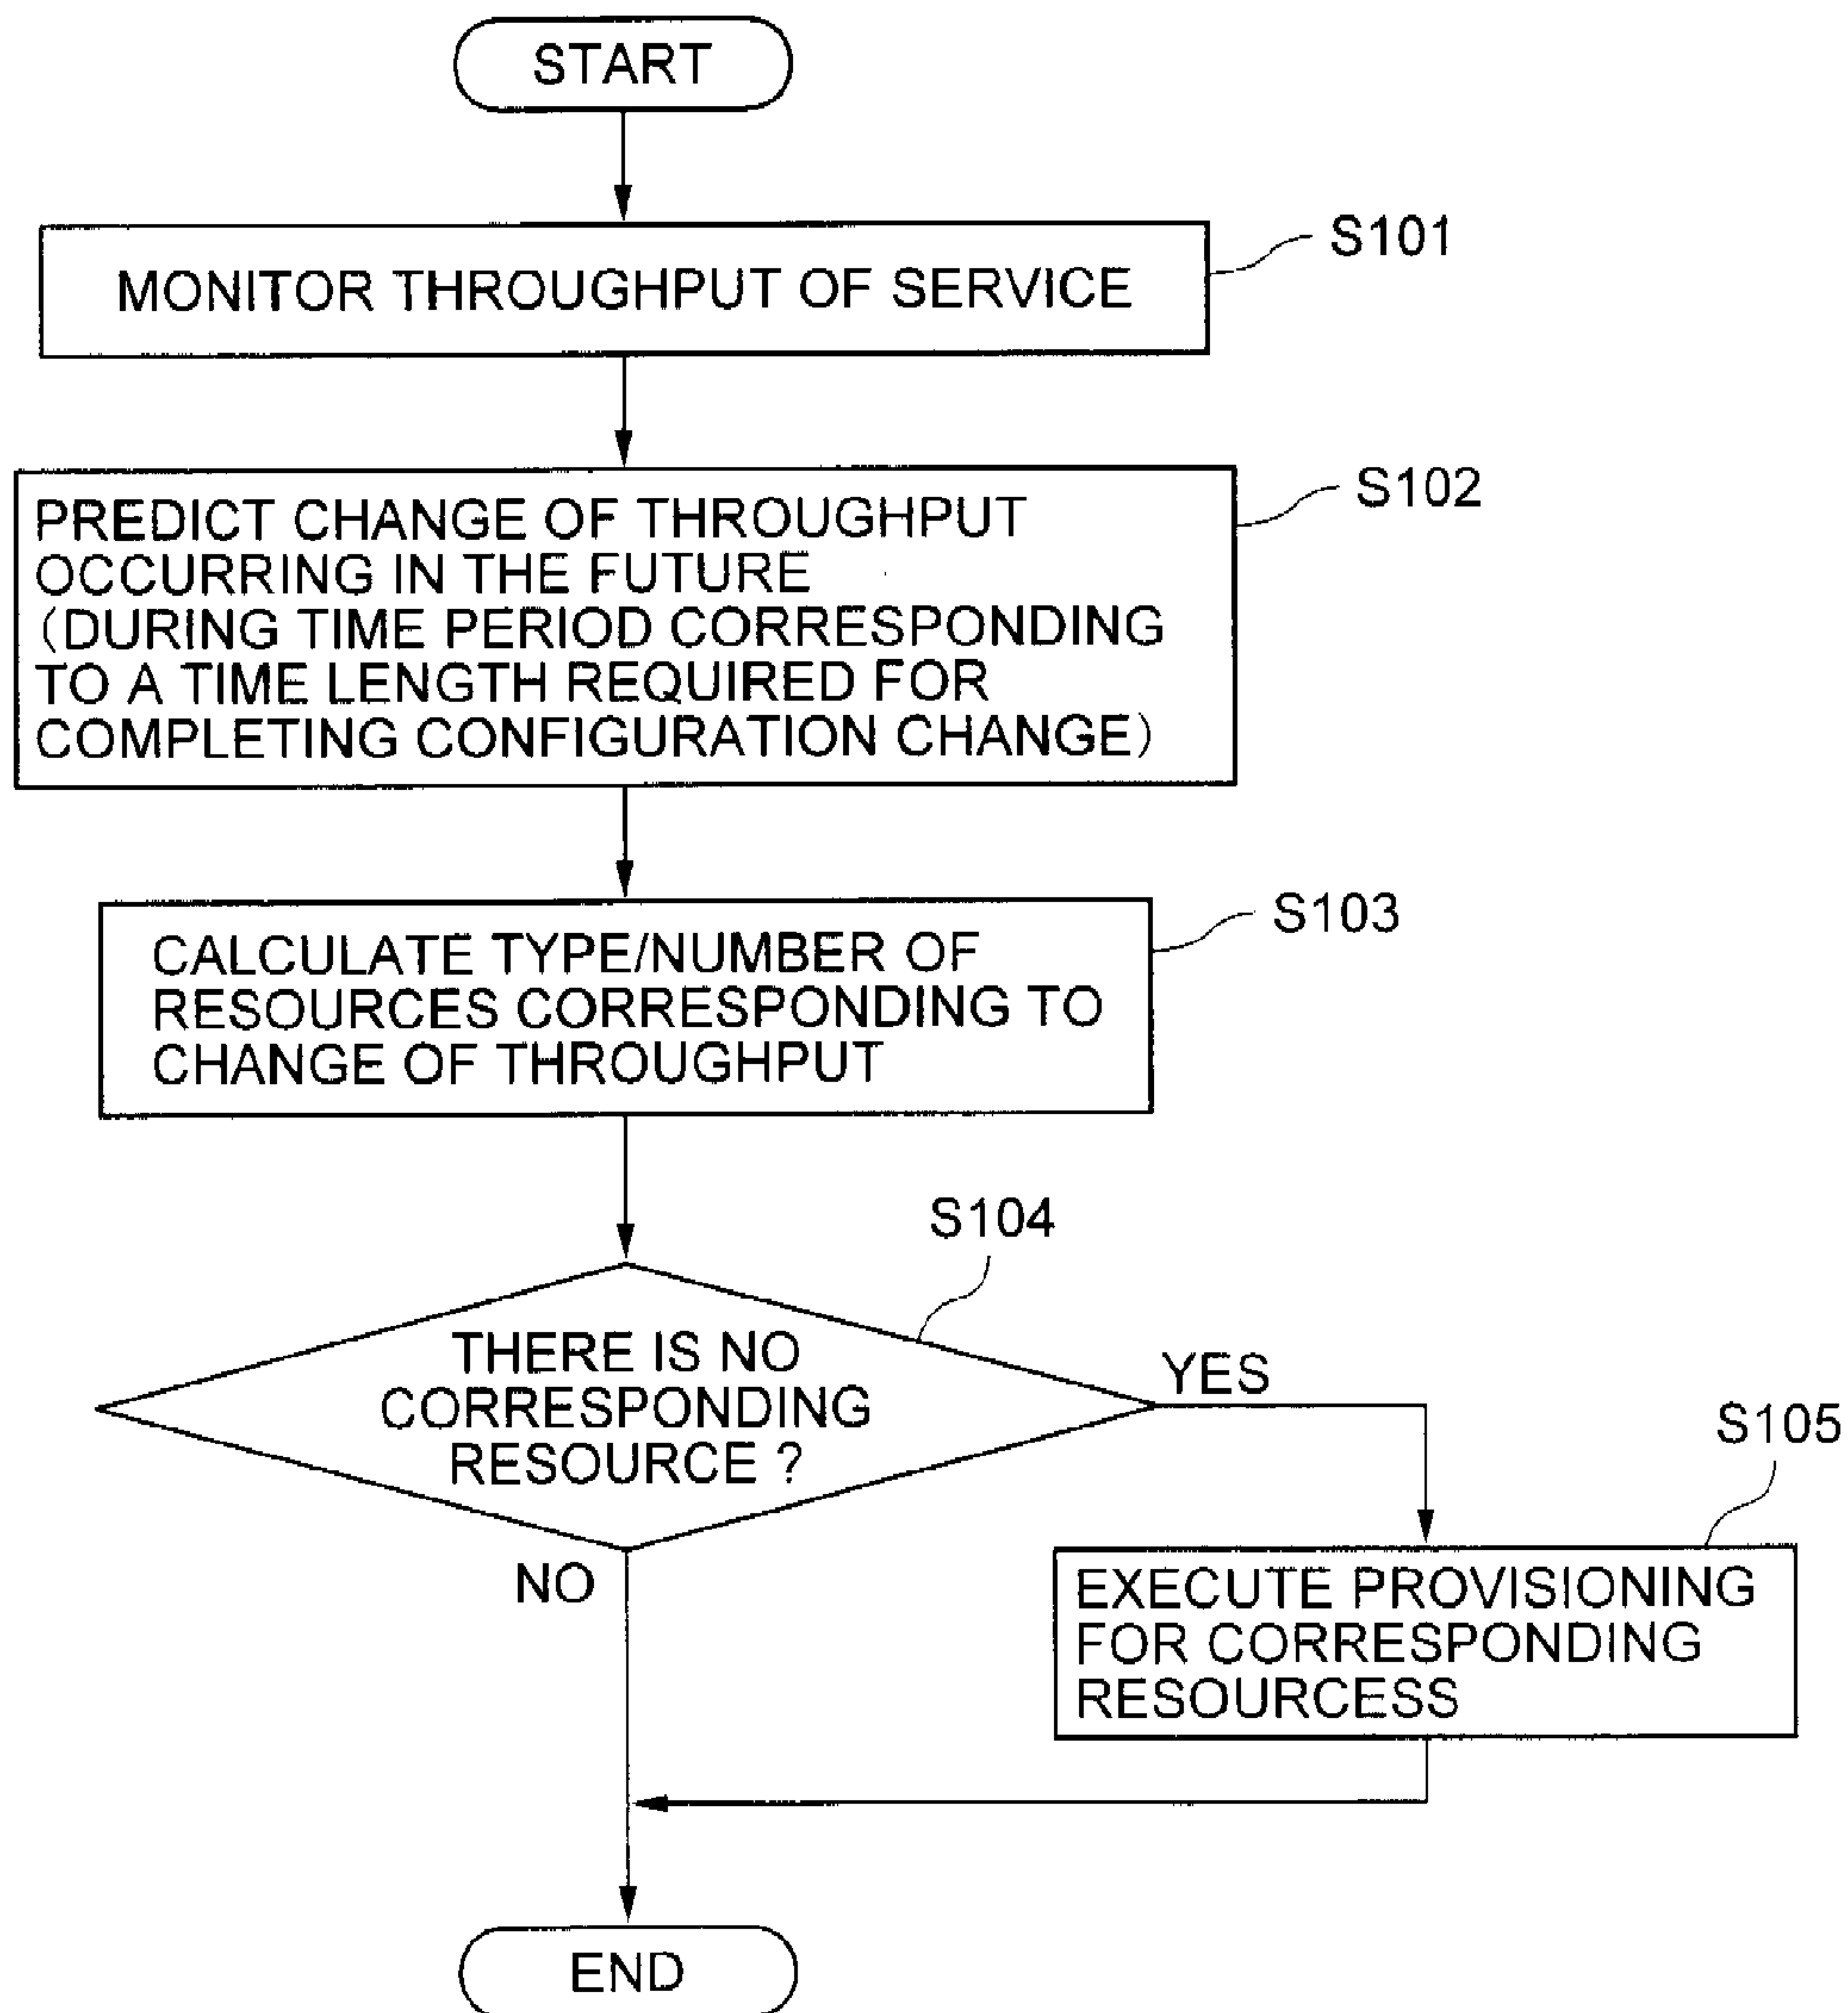 START
S101
MONITOR THROUGHPUT OF SERVICE
S102
PREDICT CHANGE OF THROUGHPUT
OCCURRING IN THE FUTURE
(DURING TIME PERIOD CORRESPONDING
TO A TIME LENGTH REQUIRED FOR
COMPLETING CONFIGURATION CHANGE)
S103
CALCULATE TYPE/NUMBER OF
RESOURCES CORRESPONDING TO
CHANGE OF THROUGHPUT
S104
THERE IS NO
CORRESPONDING
RESOURCE ?
YES
S105
NO
EXECUTE PROVISIONING
FOR CORRESPONDING
RESOURCESS
END